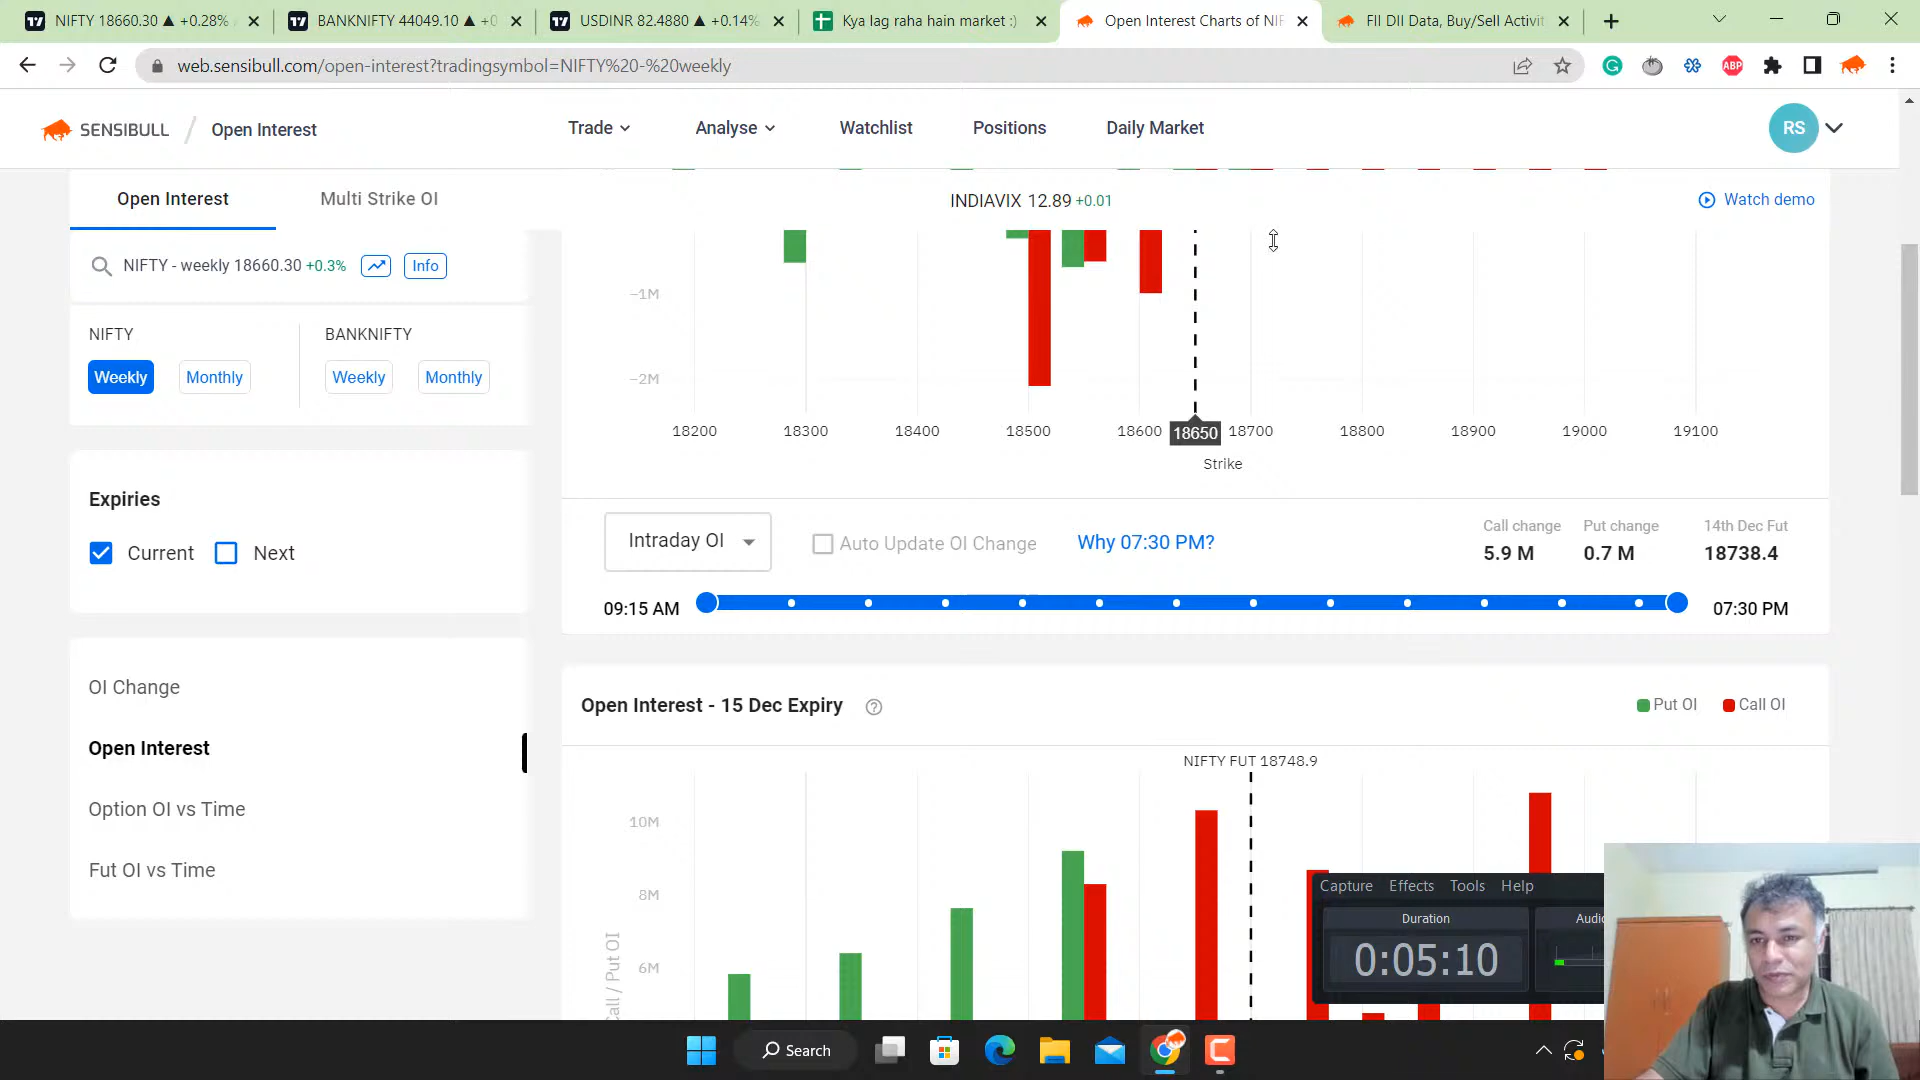 NIFTY 18660.30 ▲ +0.28%
BANKNIFTY 44049.10 ▲ +0
USDINR 82.4880 ▲ +0.14%
Kya lag raha hain market :)
Open Interest Charts of NIF
FII DII Data, Buy/Sell Activit
web.sensibull.com/open-interest?tradingsymbol=NIFTY%20-%20weekly
ABP
SENSIBULL / Open Interest
Trade
Analyse
Watchlist
Positions
Daily Market
RS
Open Interest
Multi Strike OI
INDIAVIX 12.89 +0.01
Watch demo
NIFTY - weekly 18660.30 +0.3%
Info
NIFTY
BANKNIFTY
Weekly
Monthly
Weekly
Monthly
−1M
−2M
18200
18300
18400
18500
18600
18650
18700
18800
18900
19000
19100
Strike
Expiries
Current
Next
Intraday OI
Auto Update OI Change
Why 07:30 PM?
Call change
Put change
14th Dec Fut
5.9 M
0.7 M
18738.4
09:15 AM
07:30 PM
OI Change
Open Interest
Option OI vs Time
Fut OI vs Time
Open Interest - 15 Dec Expiry
Put OI
Call OI
NIFTY FUT 18748.9
10M
8M
6M
Call / Put OI
Capture
Effects
Tools
Help
Duration
Audio
0:05:10
Search